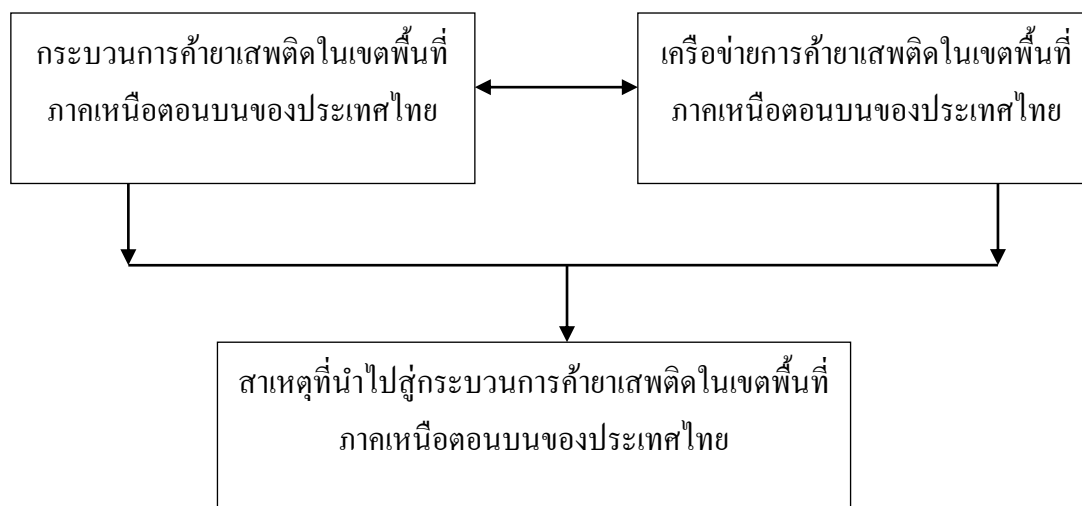 กระบวนการค้ายาเสพติดในเขตพื้นที่
ภาคเหนือตอนบนของประเทศไทย
เครือข่ายการค้ายาเสพติดในเขตพื้นที่
ภาคเหนือตอนบนของประเทศไทย
สาเหตุที่นำไปสู่กระบวนการค้ายาเสพติดในเขตพื้นที่
ภาคเหนือตอนบนของประเทศไทย